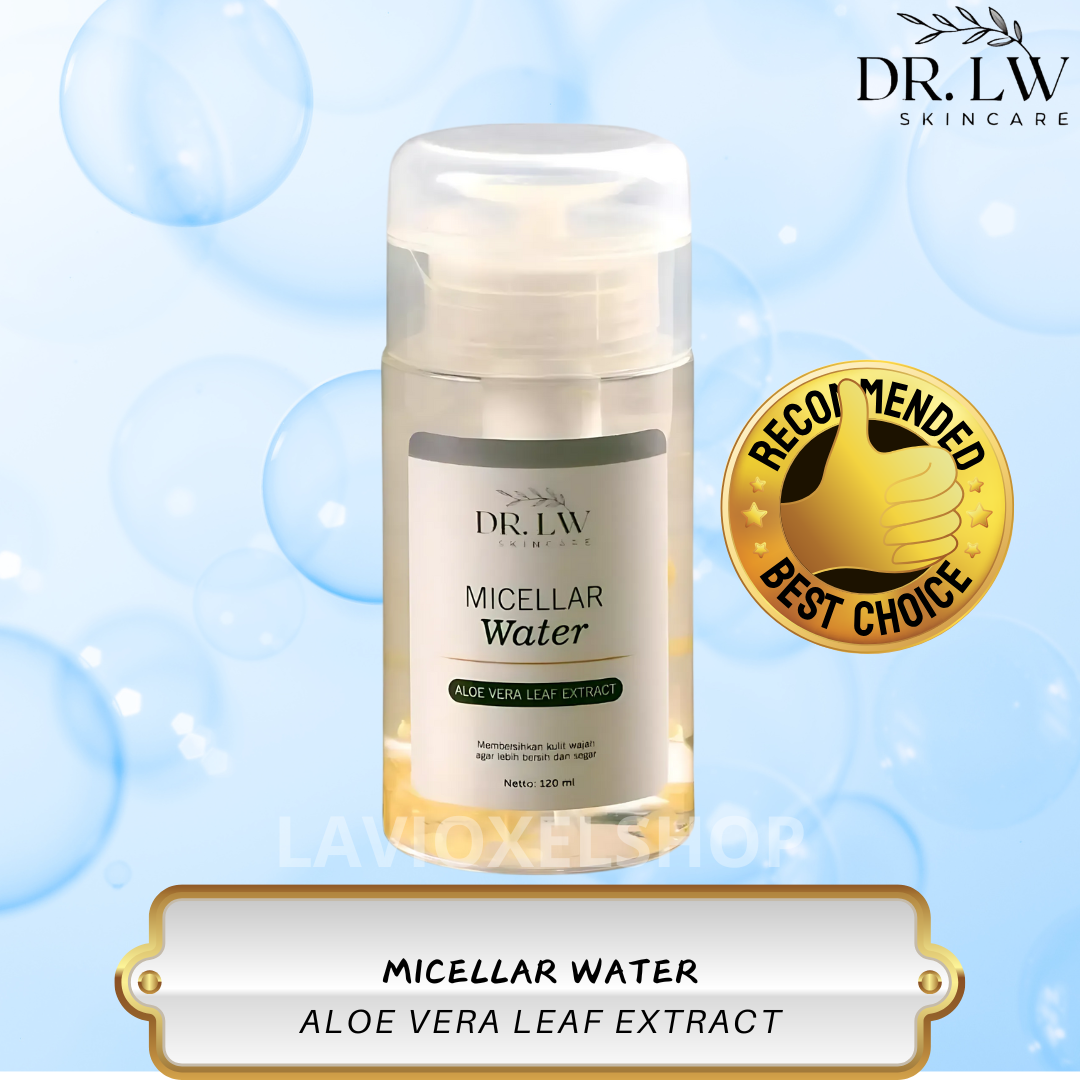 DR. LW
SKINCARE
RECOMMENDED
BEST CHOICE
DR. LW
SKINCARE
MICELLAR
Water
ALOE VERA LEAF EXTRACT
Membersihkan kulit wajah
agar lebih bersih dan segar
Netto: 120 ml
LAVIOXELSHOP
MICELLAR WATER
ALOE VERA LEAF EXTRACT